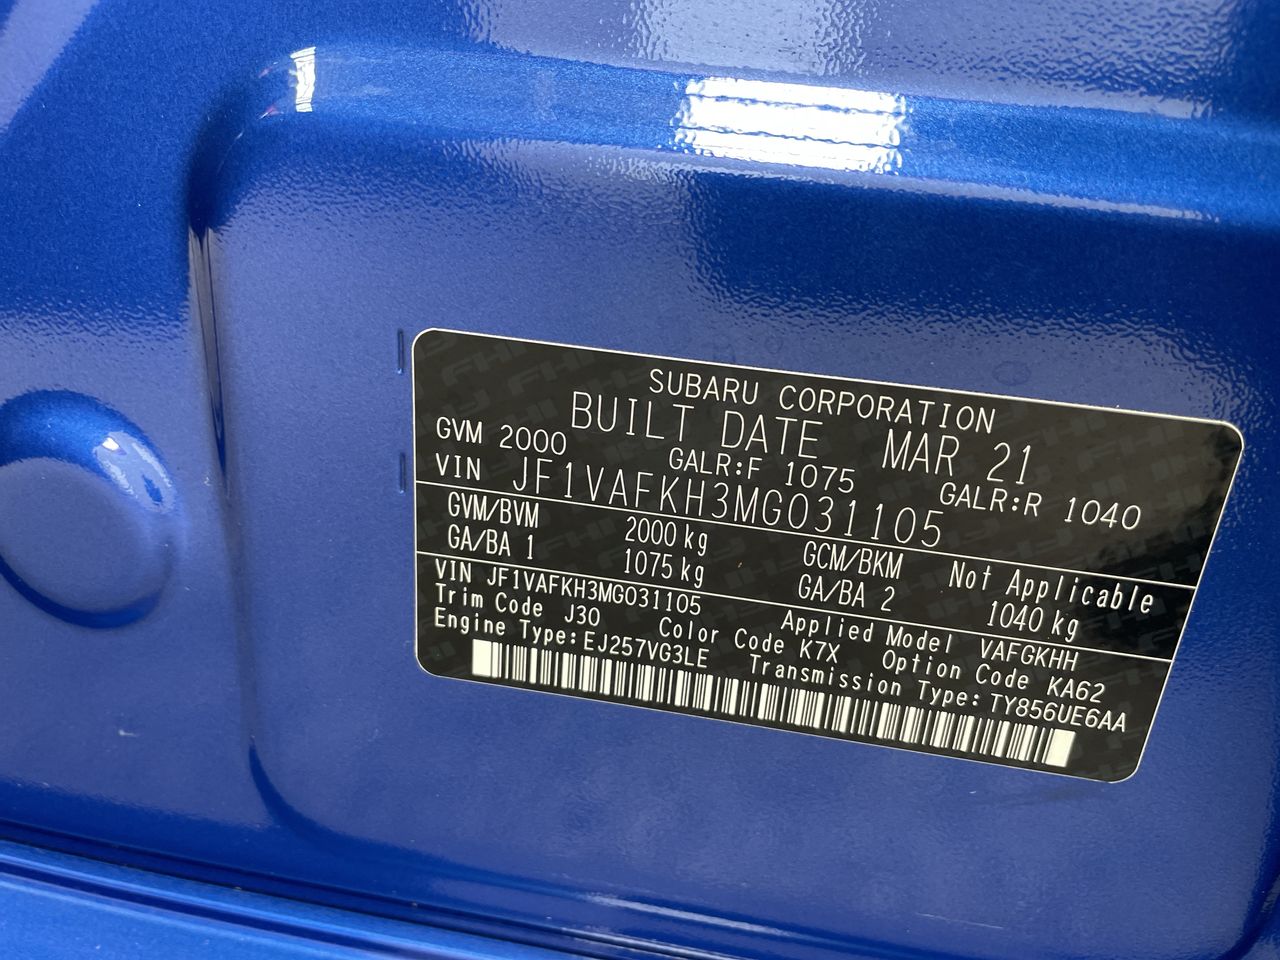 SUBARU CORPORATION
BUILT DATE MAR 21
GVM 2000 GALR:F 1075 GALR:R 1040
VIN JF1VAFKH3MG031105
GVM/BVM 2000 kg GCM/BKM Not Applicable
GA/BA 1 1075 kg GA/BA 2 1040 kg
VIN JF1VAFKH3MG031105 Applied Model VAFGKHH
Trim Code J30 Color Code K7X Option Code KA62
Engine Type: EJ257VG3LE Transmission Type: TY856UE6AA